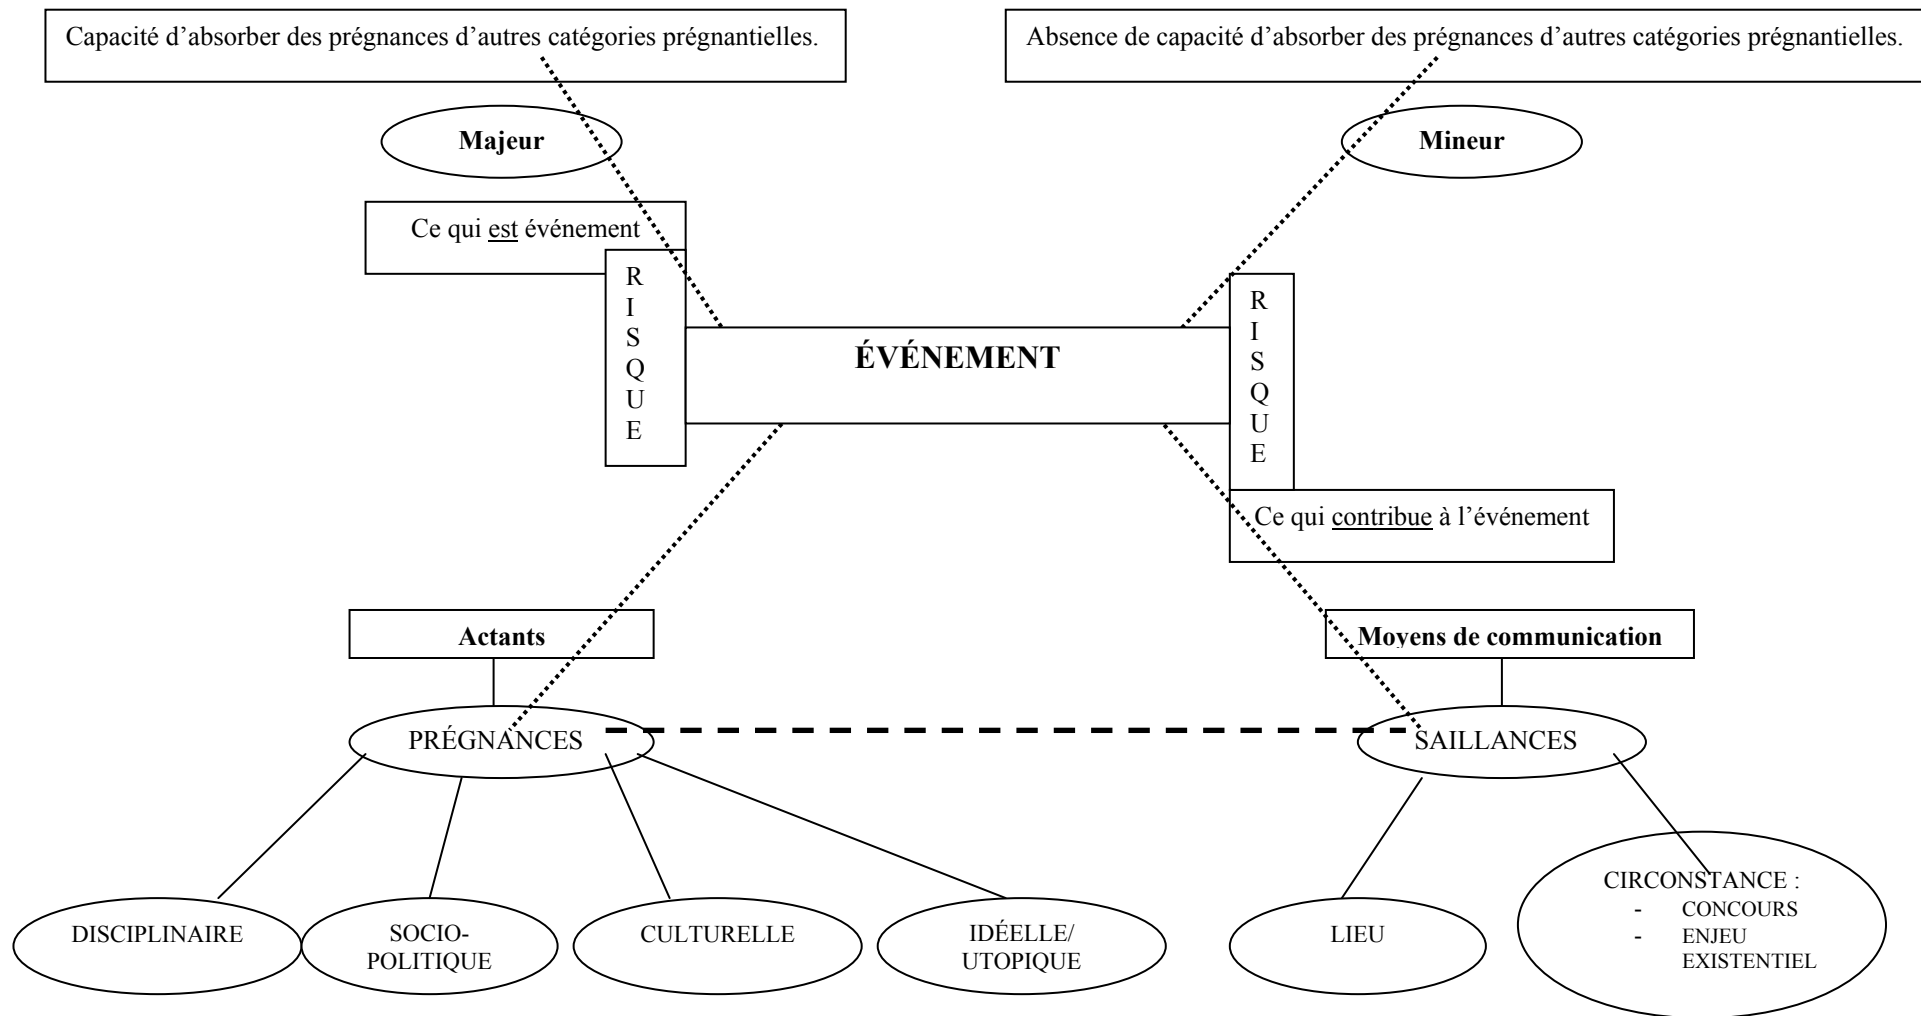 Capacité d’absorber des prégnances d’autres catégories prégnantielles.
Absence de capacité d’absorber des prégnances d’autres catégories prégnantielles.
Majeur
Mineur
Ce qui est événement
R
I
S
Q
U
E
ÉVÉNEMENT
R
I
S
Q
U
E
Ce qui contribue à l’événement
Actants
Moyens de communication
PRÉGNANCES
SAILLANCES
DISCIPLINAIRE
SOCIO-
POLITIQUE
CULTURELLE
IDÉELLE/
UTOPIQUE
LIEU
CIRCONSTANCE :
- CONCOURS
- ENJEU
EXISTENTIEL